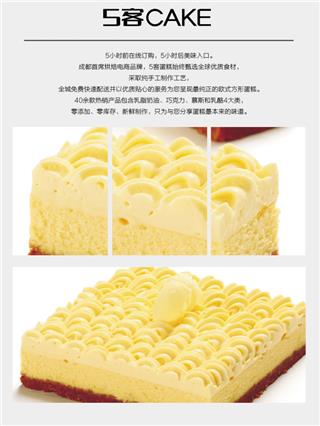 5客CAKE
5小时前在线订购，5小时后美味入口。
成都首席烘焙电商品牌，5客蛋糕始终甄选全球优质食材，
采取纯手工制作工艺，
全城免费快速配送并以优质贴心的服务为您呈现最纯正的欧式方形蛋糕。
40余款热销产品包含乳脂奶油、巧克力、慕斯和乳酪4大类，
零添加、零库存、新鲜制作，只为与您分享蛋糕最本来的味道。